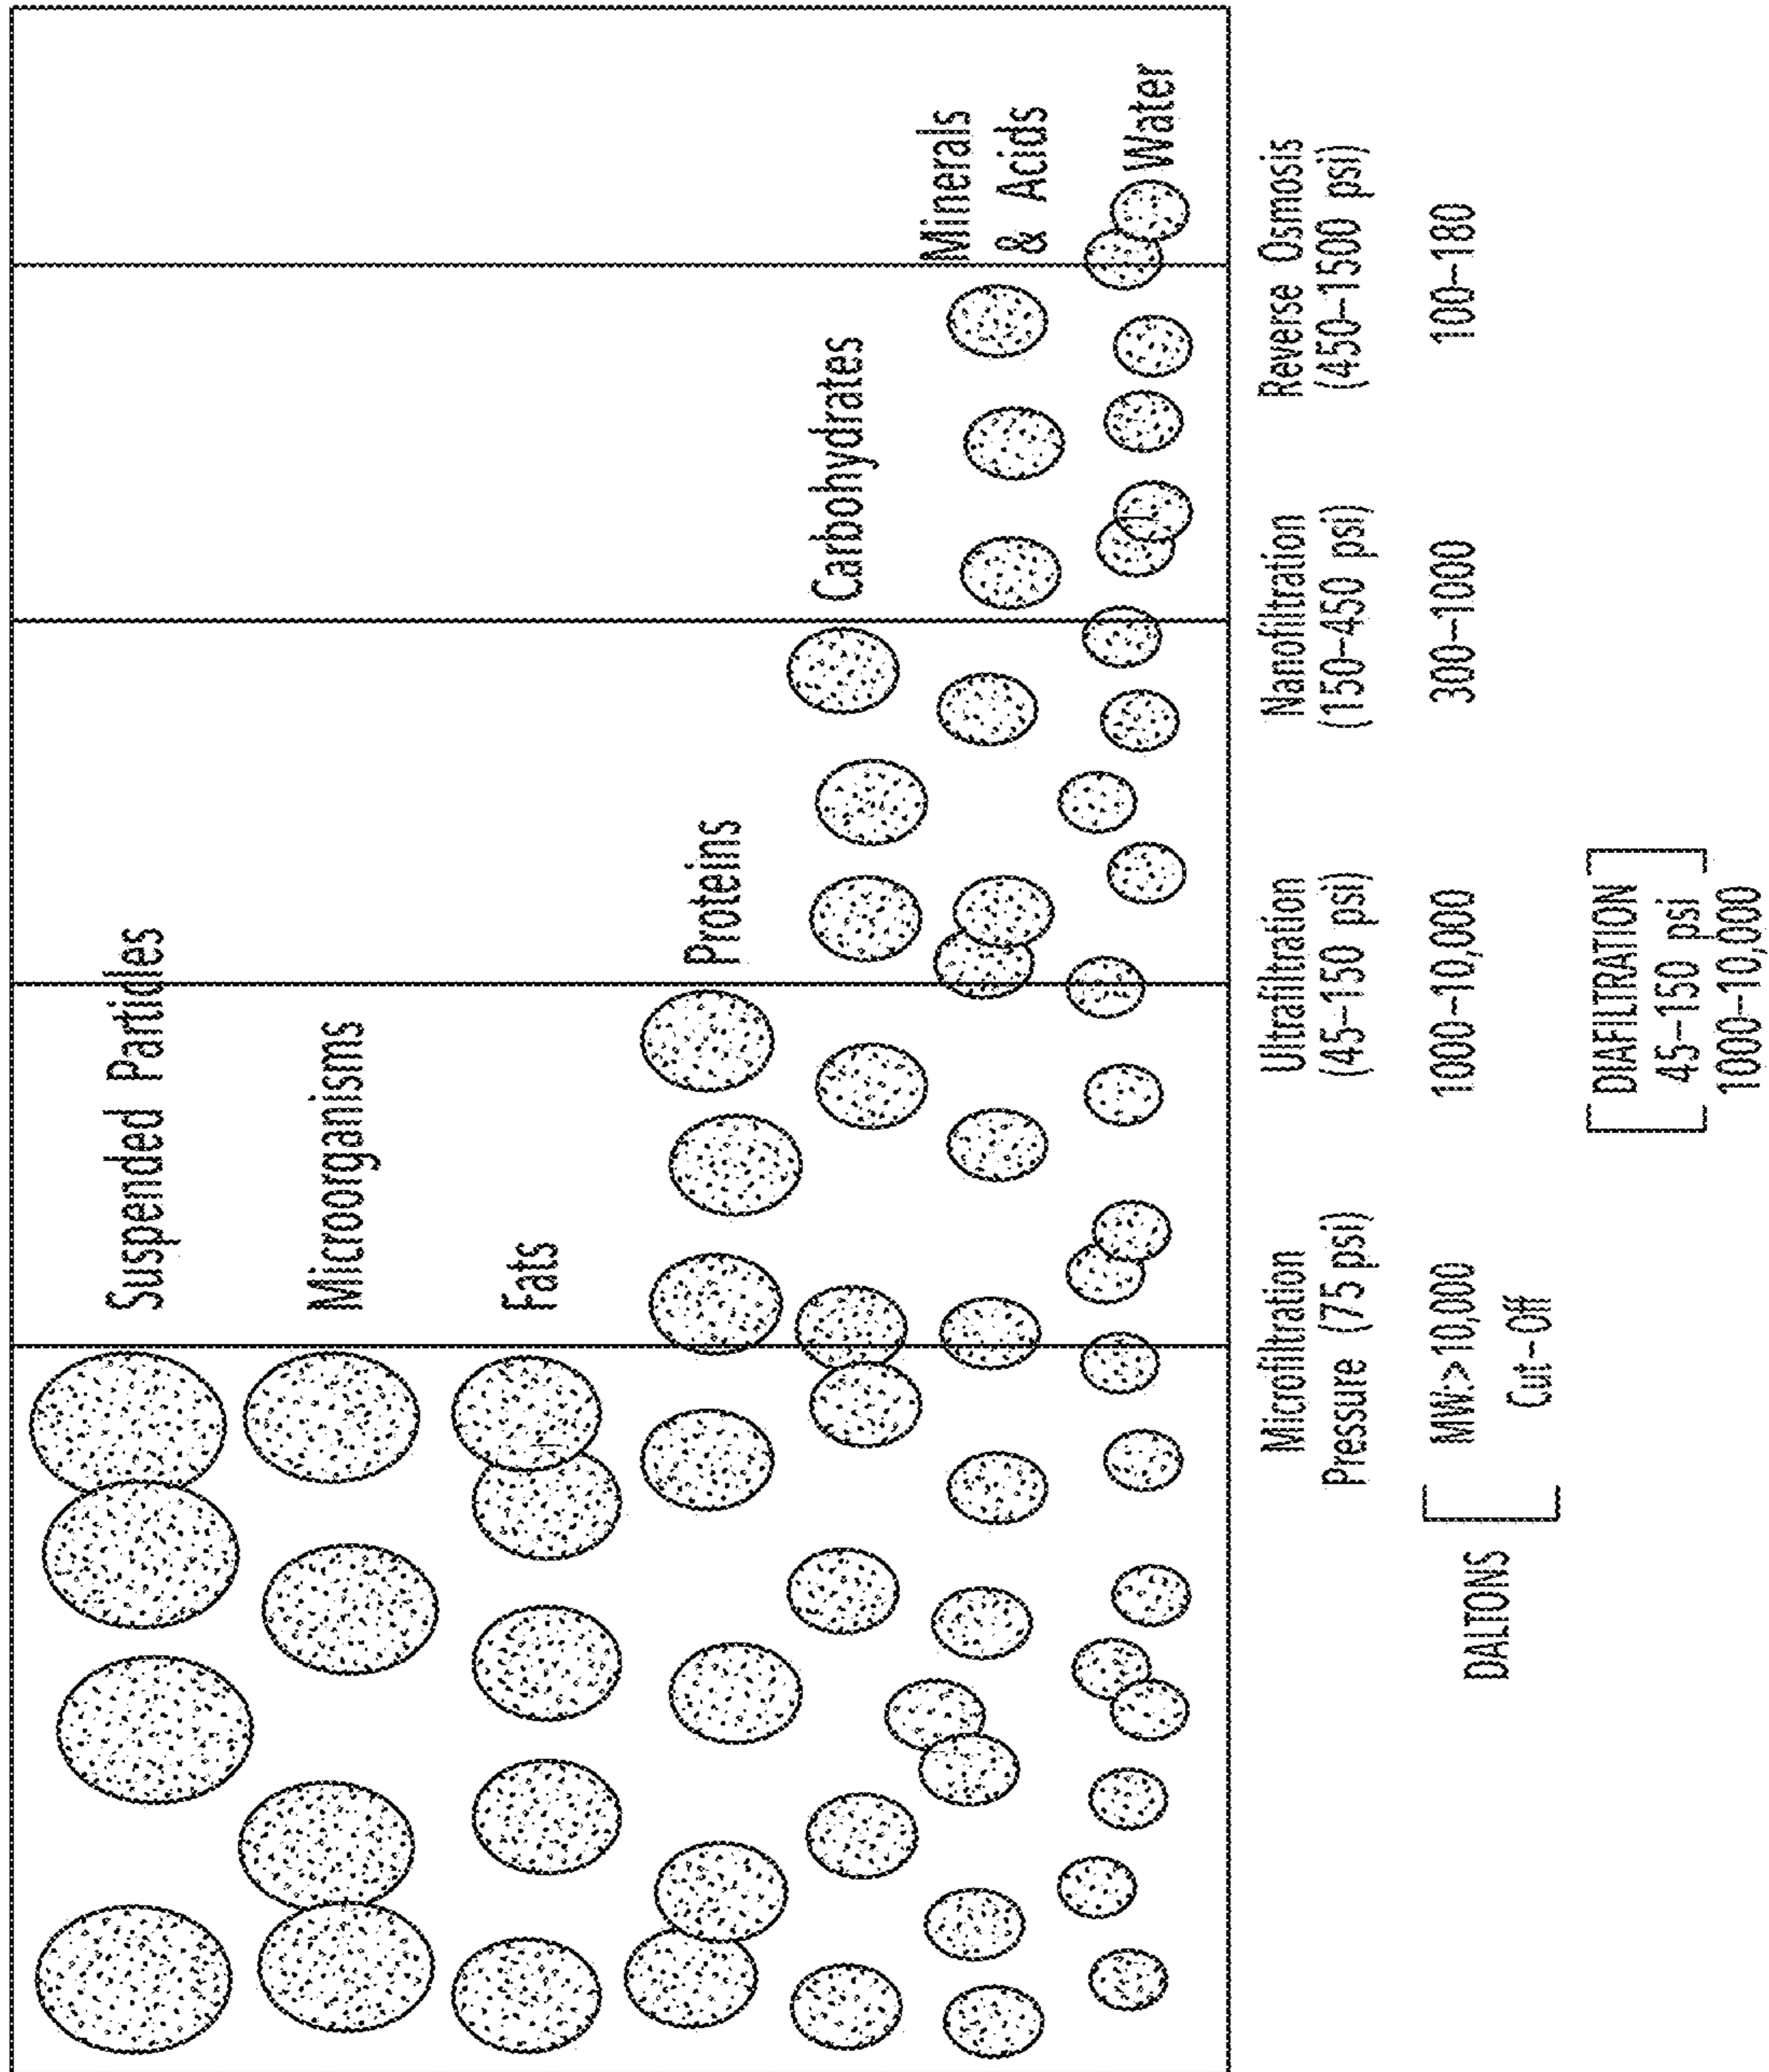 Suspended Particles
Microorganisms
Fats
Proteins
Carbohydrates
Minerals
& Acids
Water
Microfiltration
Pressure (75 psi)
Ultrafiltration
(45-150 psi)
Nanofiltration
(150-450 psi)
Reverse Osmosis
(450-1500 psi)
DALTONS
MW.>10,000
Cut-Off
1000-10,000
300-1000
100-180
DIAFILTRATION
45-150 psi
1000-10,000